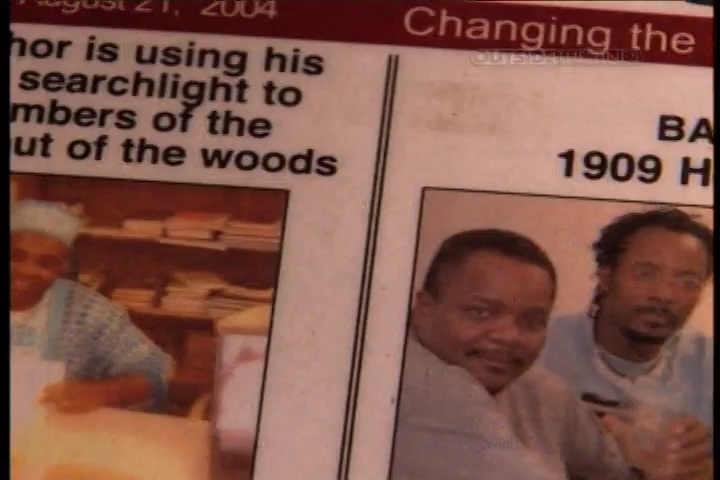 August 21, 2004
Changing the
hor is using his
searchlight to
mbers of the
ut of the woods
BA
1909 H